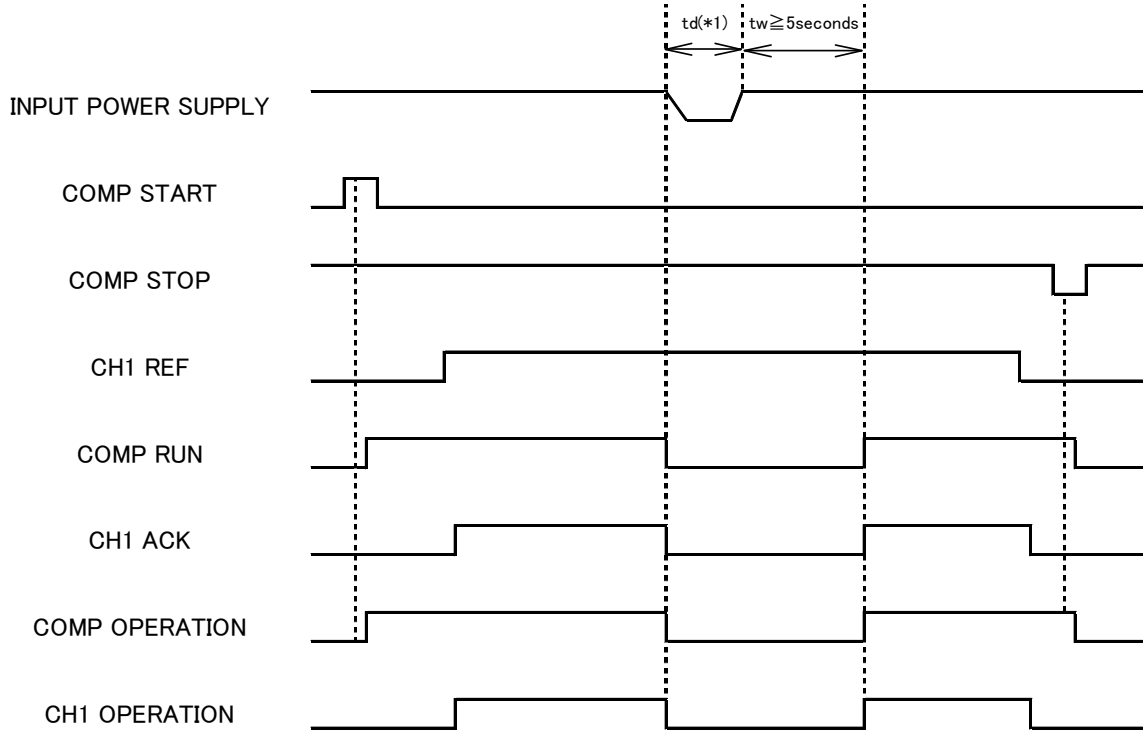 td(*1) tw≧5seconds
INPUT POWER SUPPLY
COMP START
COMP STOP
CH1 REF
COMP RUN
CH1 ACK
COMP OPERATION
CH1 OPERATION